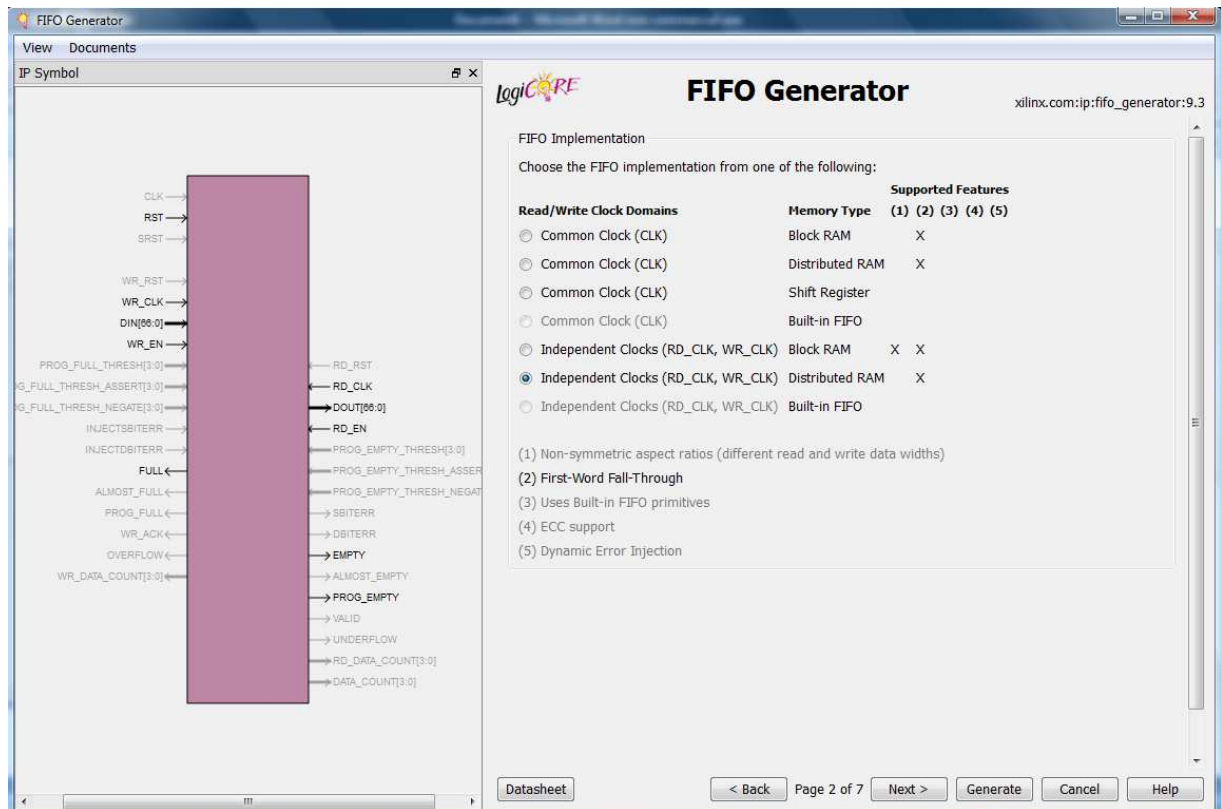 FIFO Generator
View Documents
IP Symbol
CLK
RST
SRST
WR_RST
WR_CLK
DIN[66:0]
WR_EN
PROG_FULL_THRESH[3:0]
G_FULL_THRESH_ASSERT[3:0]
G_FULL_THRESH_NEGATE[3:0]
INJECTSBITERR
INJECTDBITERR
FULL
ALMOST_FULL
PROG_FULL
WR_ACK
OVERFLOW
WR_DATA_COUNT[3:0]
RD_RST
RD_CLK
DOUT[66:0]
RD_EN
PROG_EMPTY_THRESH[3:0]
PROG_EMPTY_THRESH_ASSER
PROG_EMPTY_THRESH_NEGAT
SBITERR
DBITERR
EMPTY
ALMOST_EMPTY
PROG_EMPTY
VALID
UNDERFLOW
RD_DATA_COUNT[3:0]
DATA_COUNT[3:0]
logiCORE
FIFO Generator
xilinx.com:ip:fifo_generator:9.3
FIFO Implementation
Choose the FIFO implementation from one of the following:
Supported Features
Read/Write Clock Domains Memory Type (1) (2) (3) (4) (5)
Common Clock (CLK) Block RAM X
Common Clock (CLK) Distributed RAM X
Common Clock (CLK) Shift Register
Common Clock (CLK) Built-in FIFO
Independent Clocks (RD_CLK, WR_CLK) Block RAM X X
Independent Clocks (RD_CLK, WR_CLK) Distributed RAM X
Independent Clocks (RD_CLK, WR_CLK) Built-in FIFO
(1) Non-symmetric aspect ratios (different read and write data widths)
(2) First-Word Fall-Through
(3) Uses Built-in FIFO primitives
(4) ECC support
(5) Dynamic Error Injection
Datasheet < Back Page 2 of 7 Next > Generate Cancel Help